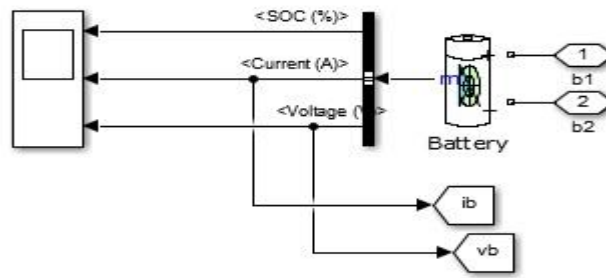 <SOC (%)>
<Current (A)>
<Voltage (V)>
m
+
-
Battery
1
b1
2
b2
ib
vb